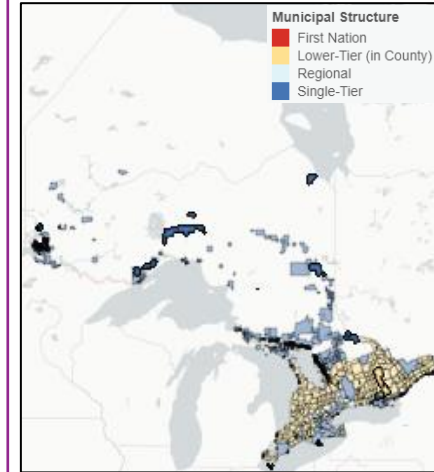 Municipal Structure
First Nation
Lower-Tier (in County)
Regional
Single-Tier